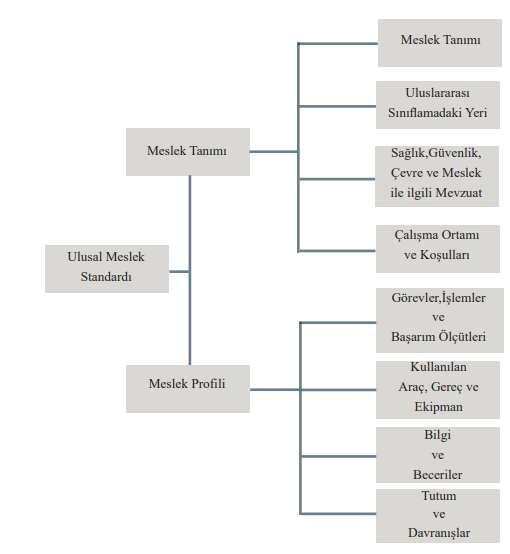 Meslek Tanımı
Uluslararası
Sınıflamadaki Yeri
Meslek Tanımı
Sağlık,Güvenlik,
Çevre ve Meslek
ile ilgili Mevzuat
Çalışma Ortamı
ve Koşulları
Ulusal Meslek
Standardı
Görevler,İşlemler
ve
Başarım Ölçütleri
Meslek Profili
Kullanılan
Araç, Gereç ve
Ekipman
Bilgi
ve
Beceriler
Tutum
ve
Davranışlar